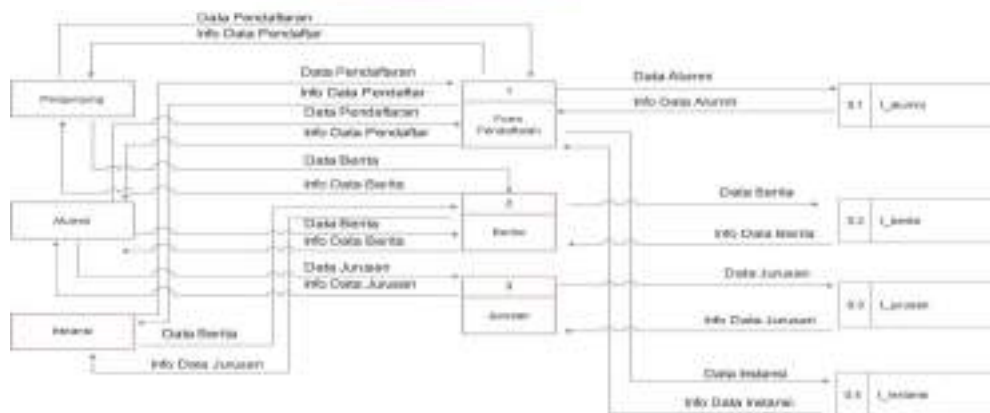 Data Pendaftaran
Info Data Pendaftar
Data Pendaftaran
Info Data Pendaftar
Data Pendaftaran
Info Data Pendaftar
Data Alumni
Info Data Alumni
Pengunjung
1
Form
Pendaftaran
0.1 t_alumni
Data Berita
Info Data Berita
Data Berita
Info Data Berita
Alumni
2
Berita
Data Berita
Info Data Berita
0.2 t_berita
Data Jurusan
Info Data Jurusan
3
Jurusan
Data Jurusan
Info Data Jurusan
0.3 t_jurusan
Instansi
Data Berita
Info Data Jurusan
Data Instansi
Info Data Instansi
t_instansi